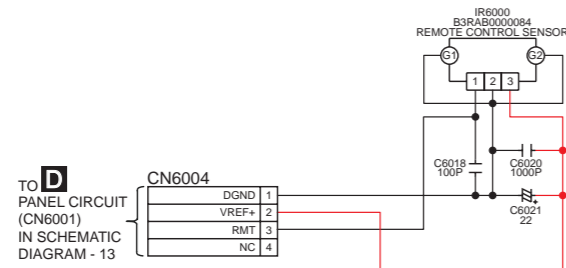 IR6000
B3RAB0000084
REMOTE CONTROL SENSOR
G1 G2
1 2 3
C6018
100P
C6020
1000P
C6021
22
+
TO D
PANEL CIRCUIT
(CN6001)
IN SCHEMATIC
DIAGRAM - 13
CN6004
DGND 1
VREF+ 2
RMT 3
NC 4